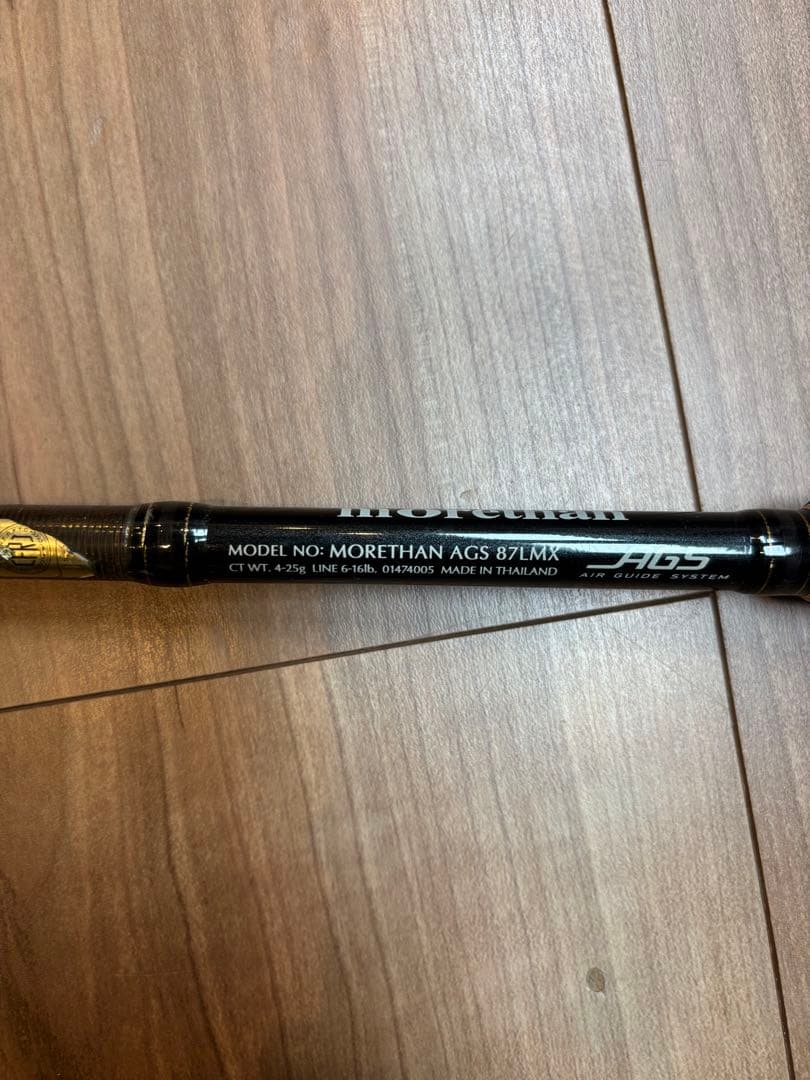 morethan
MODEL NO: MORETHAN AGS 87LMX
CT WT. 4-25g LINE 6-16lb. 01474005 MADE IN THAILAND
AGS
AIR GUIDE SYSTEM